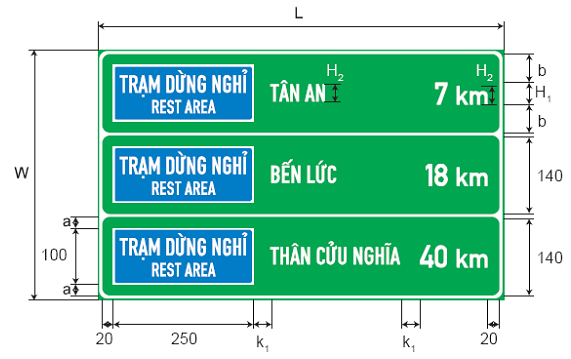 L
TRẠM DỪNG NGHỈ
REST AREA
TÂN AN
H2
7 km
H2
b
H1
b
W
TRẠM DỪNG NGHỈ
REST AREA
BẾN LỨC
18 km
140
a
100
a
TRẠM DỪNG NGHỈ
REST AREA
THÂN CỬU NGHĨA
40 km
140
20
250
k1
k1
20